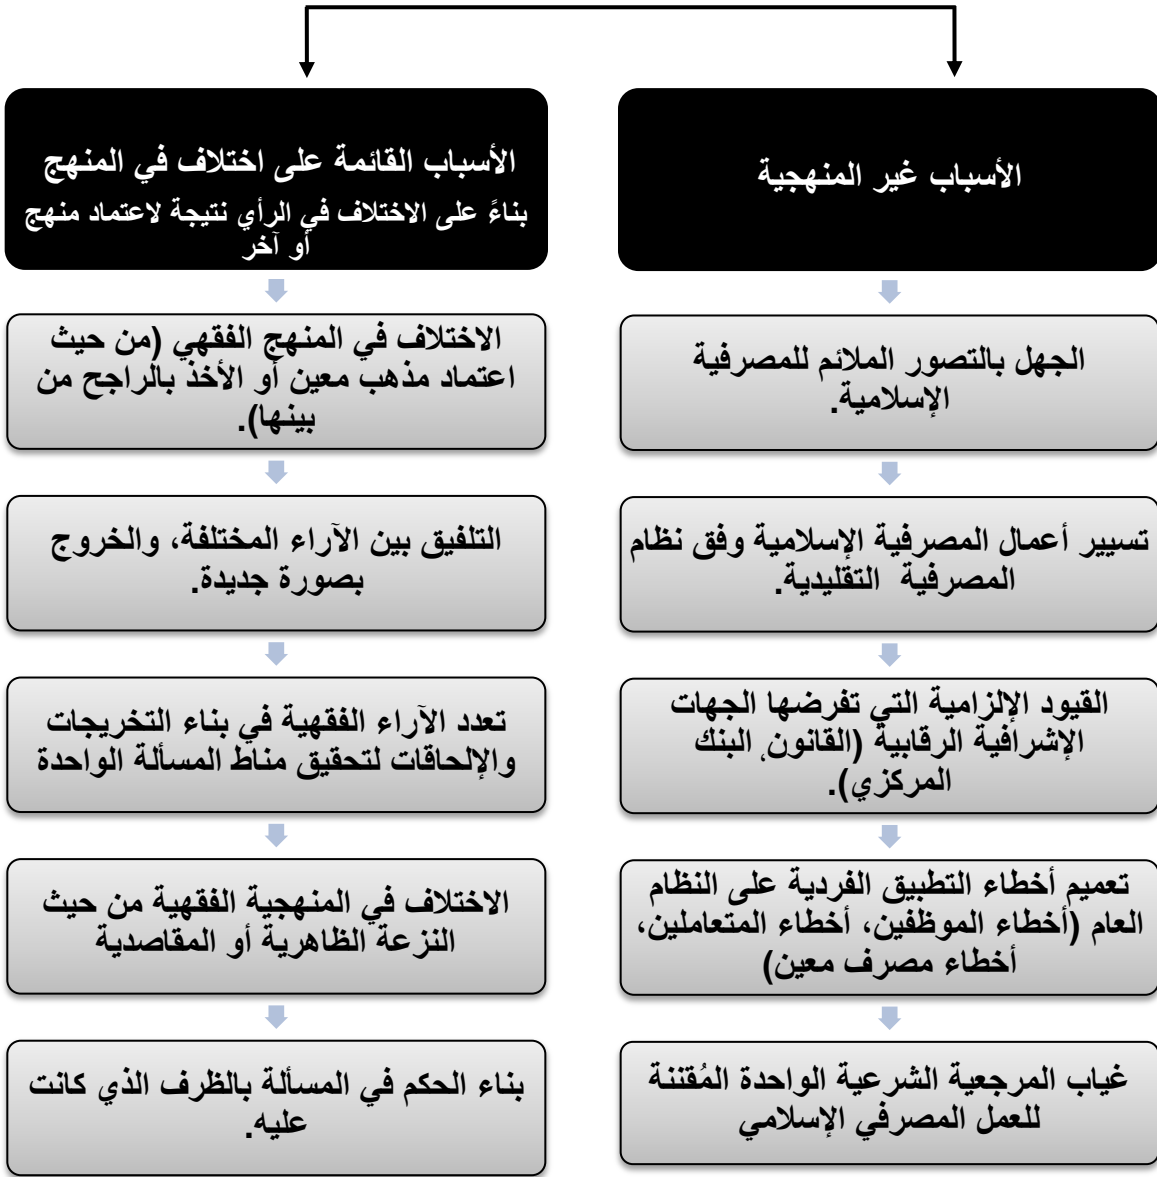 الأسباب غير المنهجية
الجهل بالتصور الملائم للمصرفية
الإسلامية.
تسيير أعمال المصرفية الإسلامية وفق نظام
المصرفية التقليدية.
القيود الإلزامية التي تفرضها الجهات
الإشرافية الرقابية (القانون، البنك
المركزي).
تعميم أخطاء التطبيق الفردية على النظام
العام (أخطاء الموظفين، أخطاء المتعاملين،
أخطاء مصرف معين)
غياب المرجعية الشرعية الواحدة المُقننة
للعمل المصرفي الإسلامي
الأسباب القائمة على اختلاف في المنهج
بناءً على الاختلاف في الرأي نتيجة لاعتماد منهج
أو آخر
الاختلاف في المنهج الفقهي (من حيث
اعتماد مذهب معين أو الأخذ بالراجح من
بينها).
التلفيق بين الآراء المختلفة، والخروج
بصورة جديدة.
تعدد الآراء الفقهية في بناء التخريجات
والإلحاقات لتحقيق مناط المسألة الواحدة
الاختلاف في المنهجية الفقهية من حيث
النزعة الظاهرية أو المقاصدية
بناء الحكم في المسألة بالظرف الذي كانت
عليه.